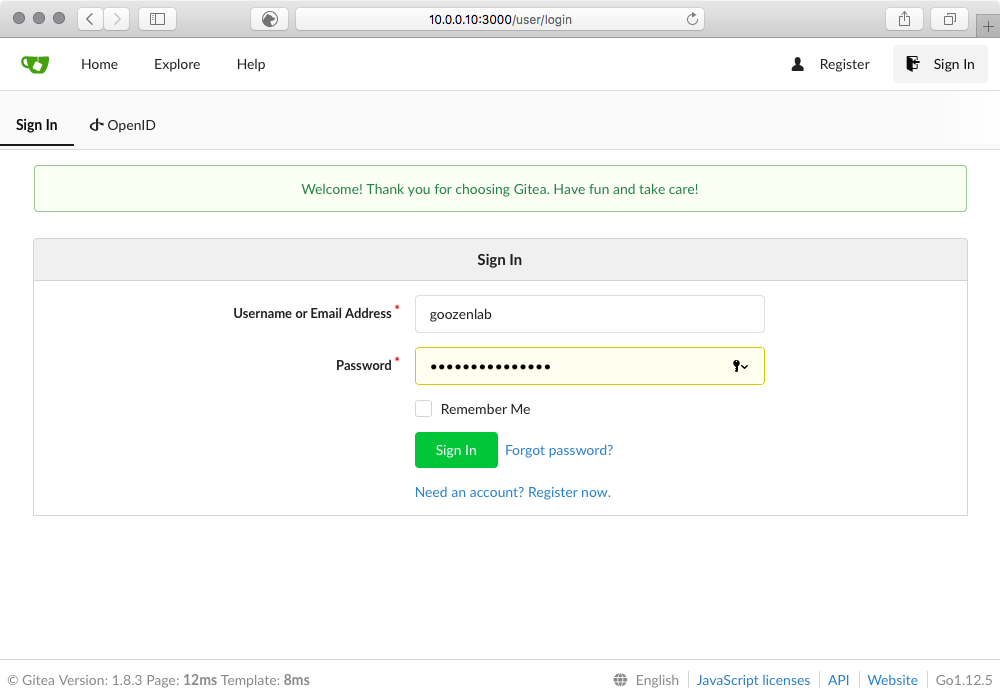 10.0.0.10:3000/user/login
Home Explore Help Register Sign In
Sign In OpenID
Welcome! Thank you for choosing Gitea. Have fun and take care!
Sign In
Username or Email Address * goozenlab
Password * •••••••••••••••
Remember Me
Sign In Forgot password?
Need an account? Register now.
© Gitea Version: 1.8.3 Page: 12ms Template: 8ms English JavaScript licenses API Website Go1.12.5